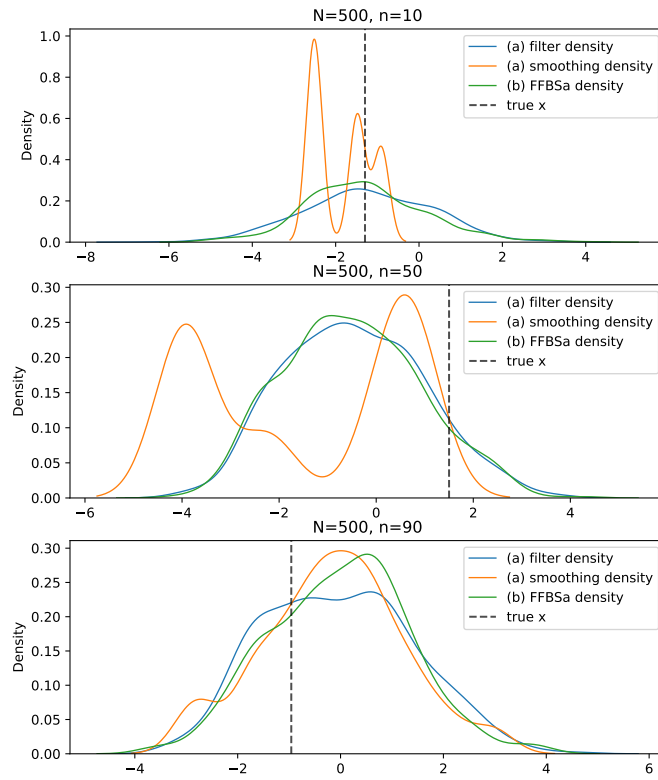 N=500, n=10
1.0
0.8
0.6
0.4
0.2
0.0
Density
(a) filter density
(a) smoothing density
(b) FFBSa density
true x
−8 −6 −4 −2 0 2 4
N=500, n=50
0.30
0.25
0.20
0.15
0.10
0.05
0.00
Density
(a) filter density
(a) smoothing density
(b) FFBSa density
true x
−6 −4 −2 0 2 4
N=500, n=90
0.30
0.25
0.20
0.15
0.10
0.05
0.00
Density
(a) filter density
(a) smoothing density
(b) FFBSa density
true x
−4 −2 0 2 4 6